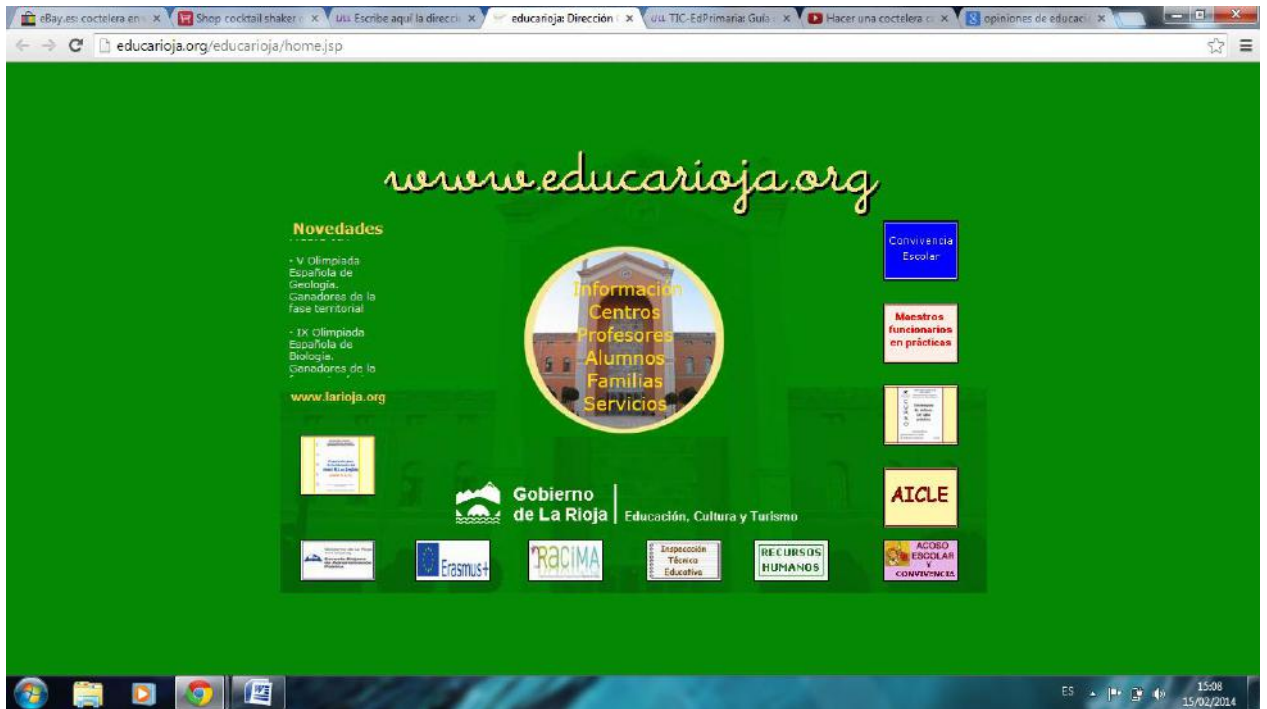 eBay.es: coctelera en
Shop cocktail shaker
Escribe aquí la direcci
educarioja: Dirección
TIC-EdPrimaria: Guía
Hacer una coctelera c
opiniones de educaci
educarioja.org/educarioja/home.jsp
www.educarioja.org
Novedades
- V Olimpiada
Española de
Geología.
Ganadores de la
fase territorial
- IX Olimpiada
Española de
Biología.
Ganadores de la
www.larioja.org
Información
Centros
Profesores
Alumnos
Familias
Servicios
Convivencia
Escolar
Maestros
funcionarios
en prácticas
AICLE
Gobierno
de La Rioja
Educación, Cultura y Turismo
Erasmus+
RACIMA
Inspección
Técnica
Educativa
RECURSOS
HUMANOS
ACOSO
ESCOLAR
Y
CONVIVENCIA
ES
15:08
15/02/2014